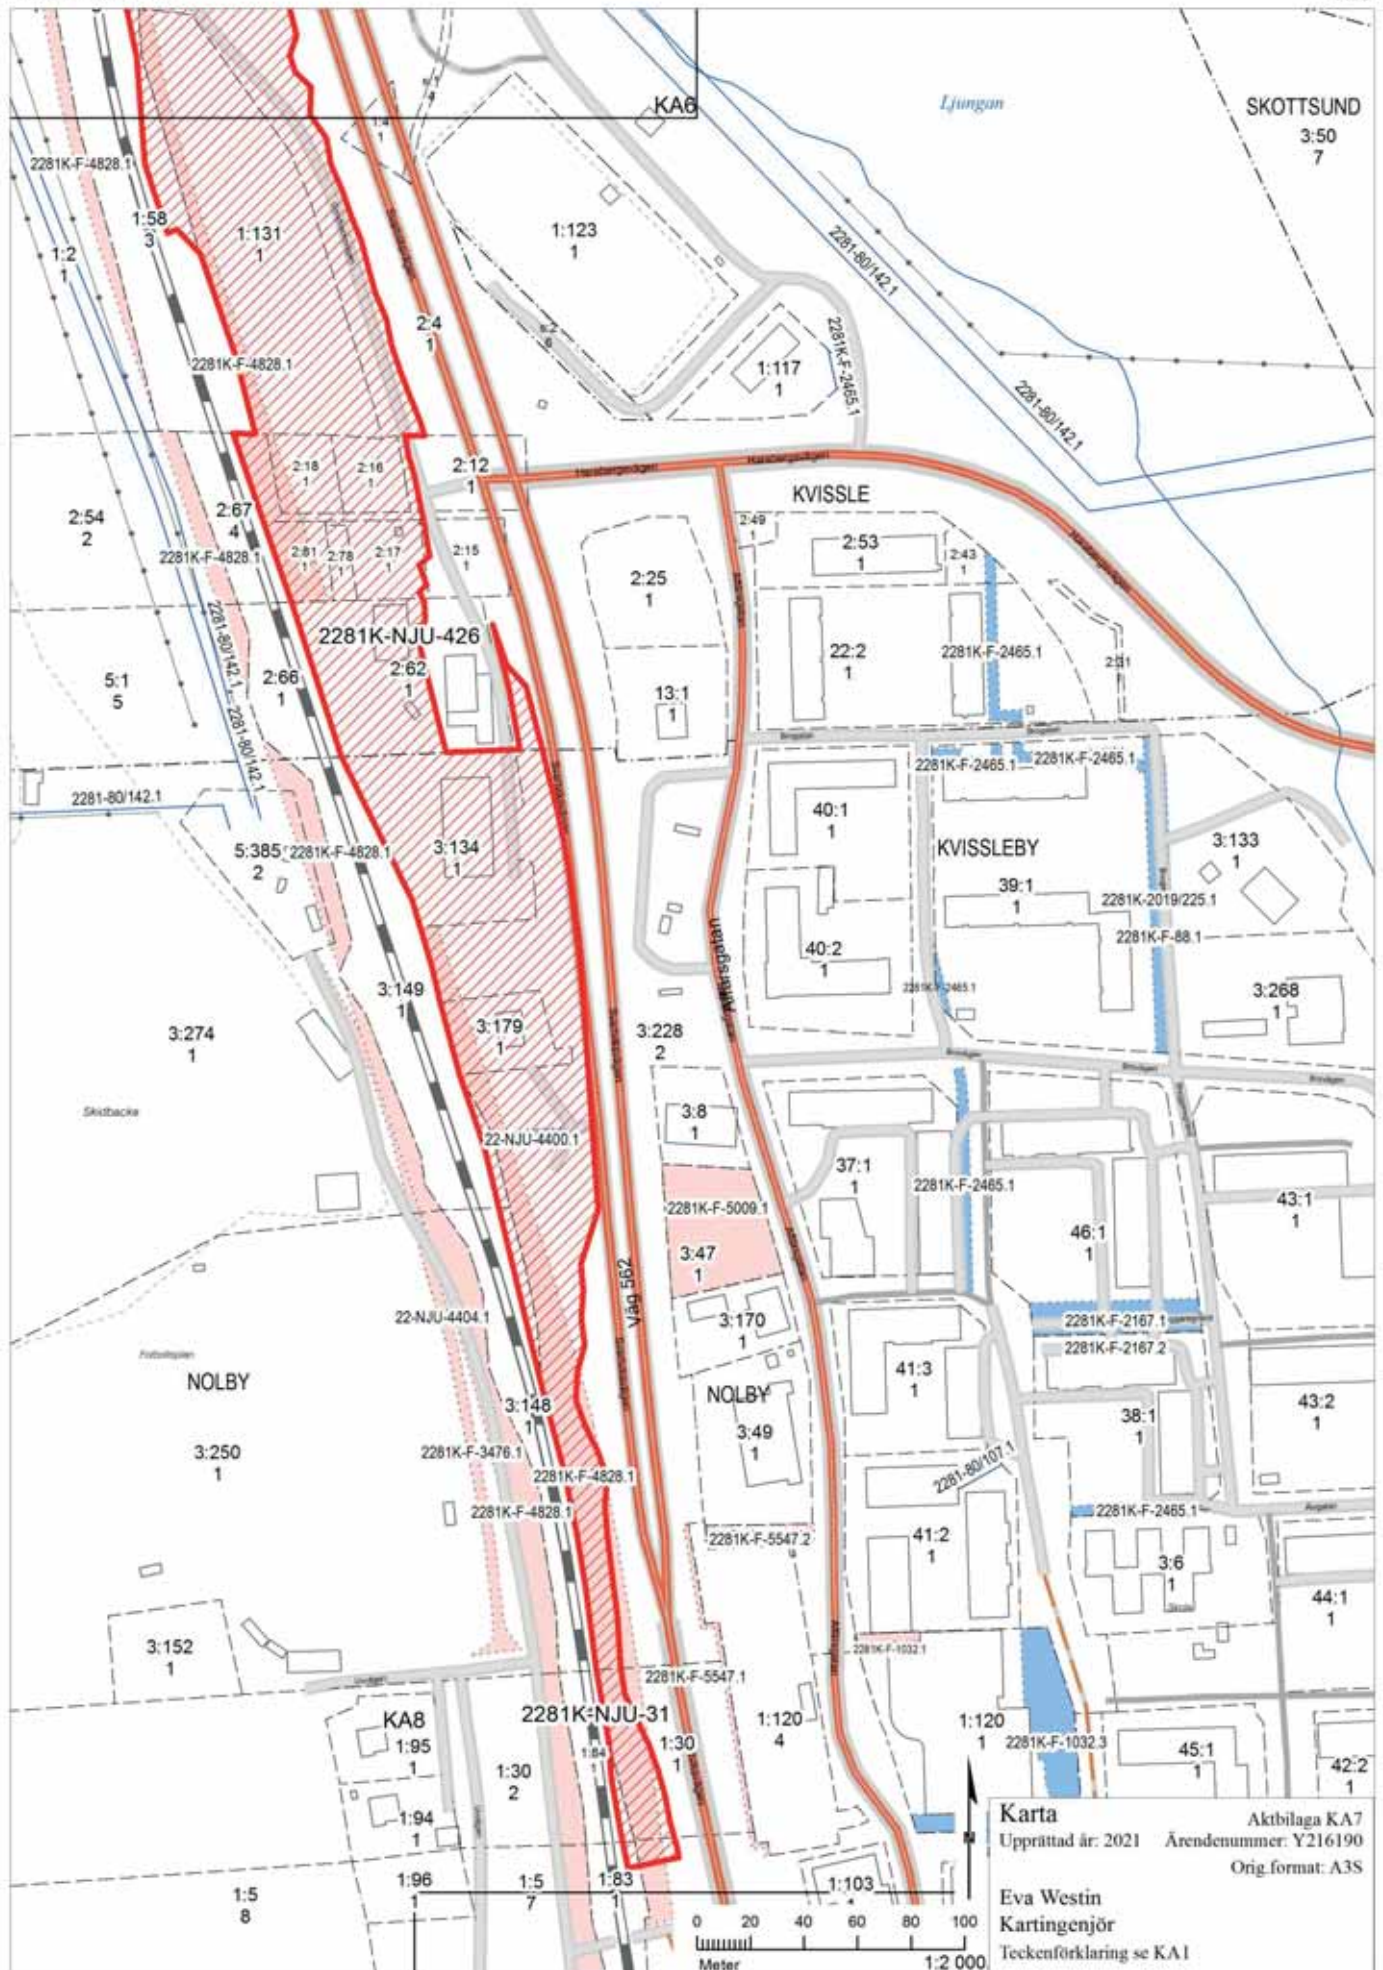 KA6
Ljungan
SKOTTSUND
3:50
7
1:4
1
2281K-F-4828.1
1:58
3
1:131
1
1:123
1
1:2
1
2281-80/142.1
2:4
1
s:2
6
2281K-F-4828.1
1:117
1
2281K-F-2465.1
2281-80/142.1
2:18
1
2:16
1
2:12
1
Harsbergsvägen
Harsbergsvägen
KVISSLE
2:54
2
2:67
4
2:49
2281K-F-4828.1
2:81
1
2:78
1
2:17
1
2:15
1
2:53
1
2:43
1
2:25
1
2281-80/142.1
2281K-NJU-426
22:2
1
2281K-F-2465.1
5:1
5
2:66
1
2:62
1
13:1
1
2281-80/142.1
Brogatan
Brogatan
2281K-F-2465.1
2281K-F-2465.1
2281-80/142.1
40:1
1
5:385
2
2281K-F-4828.1
3:134
1
KVISSLEBY
3:133
1
39:1
1
2281K-2019/225.1
2281K-F-88.1
Affärsgatan
40:2
1
3:149
1
2281K-F-2465.1
3:268
1
3:274
1
3:179
1
3:228
2
Brovägen
Brovägen
Brovägen
Skidbacke
3:8
1
22-NJU-4400.1
37:1
1
2281K-F-2465.1
2281K-F-5009.1
43:1
1
46:1
1
3:47
1
Väg 562
22-NJU-4404.1
3:170
1
2281K-F-2167.1
2281K-F-2167.2
Fotbollsplan
NOLBY
41:3
1
NOLBY
3:148
1
43:2
1
38:1
1
3:49
1
3:250
1
2281K-F-3476.1
2281K-F-4828.1
2281-80/107.1
2281K-F-4828.1
2281K-F-2465.1
2281K-F-5547.2
41:2
1
3:6
1
44:1
1
3:152
1
2281K-F-1032.1
2281K-F-5547.1
2281K-NJU-31
KA8
1:95
1
1:84
1:30
1
1:120
4
1:120
1
2281K-F-1032.3
45:1
1
42:2
1
1:30
2
1:94
1
1:96
1
1:5
7
1:83
1
1:103
1:5
8
Karta
Aktbilaga KA7
Upprättad år: 2021
Ärendenummer: Y216190
Orig.format: A3S
Eva Westin
Kartingenjör
Teckenförklaring se KA1
0 20 40 60 80 100
Meter
1:2 000